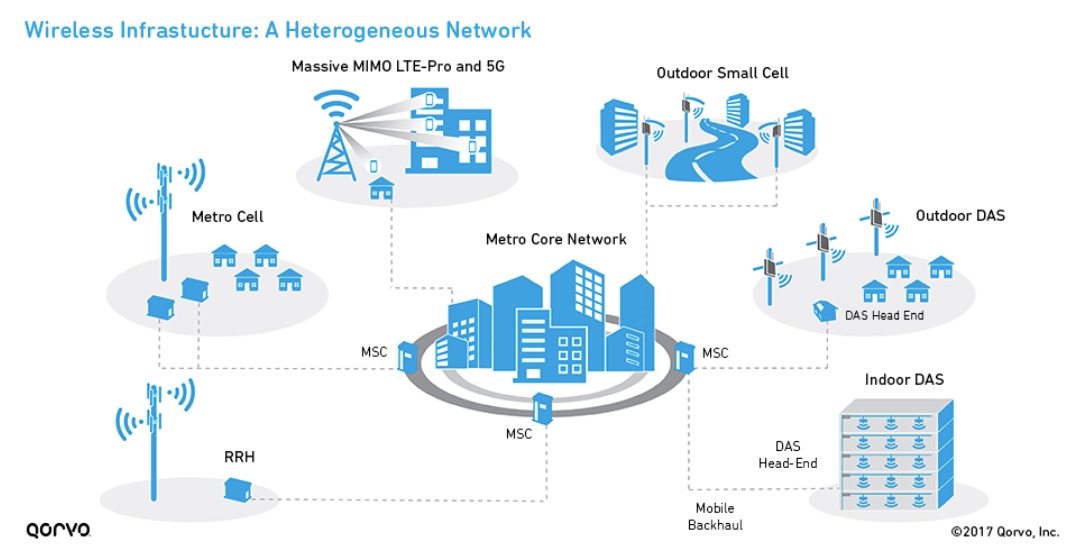 Wireless Infrastucture: A Heterogeneous Network
Massive MIMO LTE-Pro and 5G
Outdoor Small Cell
Metro Cell
Outdoor DAS
Metro Core Network
DAS Head End
MSC
MSC
Indoor DAS
MSC
DAS
Head-End
RRH
Mobile
Backhaul
QORVO
©2017 Qorvo, Inc.